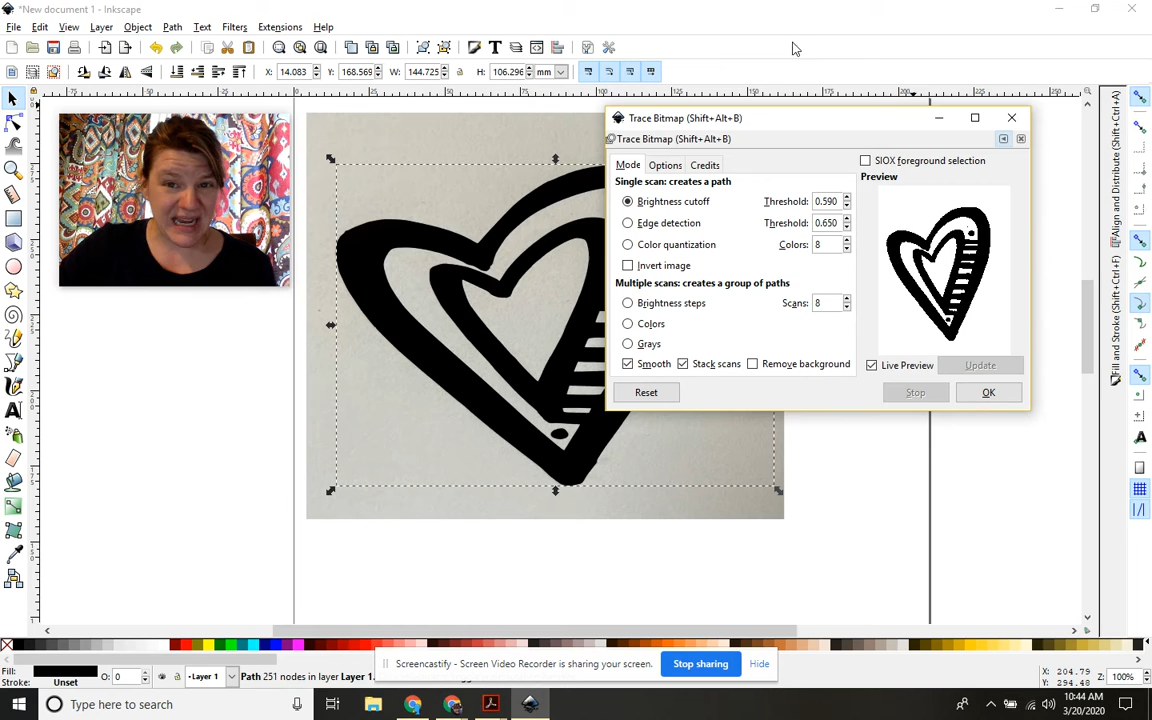 *New document 1 - Inkscape
File Edit View Layer Object Path Text Filters Extensions Help
X: 14.083 Y: 168.569 W: 144.725 H: 106.296 mm
Trace Bitmap (Shift+Alt+B)
Trace Bitmap (Shift+Alt+B)
Mode Options Credits
SIOX foreground selection
Single scan: creates a path
Preview
Brightness cutoff Threshold: 0.590
Edge detection Threshold: 0.650
Color quantization Colors: 8
Invert image
Multiple scans: creates a group of paths
Brightness steps Scans: 8
Colors
Grays
Smooth Stack scans Remove background
Live Preview Update
Reset Stop OK
Align and Distribute (Shift+Ctrl+A)
Fill and Stroke (Shift+Ctrl+F)
Screencastify - Screen Video Recorder is sharing your screen. Stop sharing Hide
Fill:
Stroke: Unset
O: 0
Layer 1
Path 251 nodes in layer Layer 1.
X: 204.79
Y: 294.40
Z: 100%
Type here to search
10:44 AM
3/20/2020